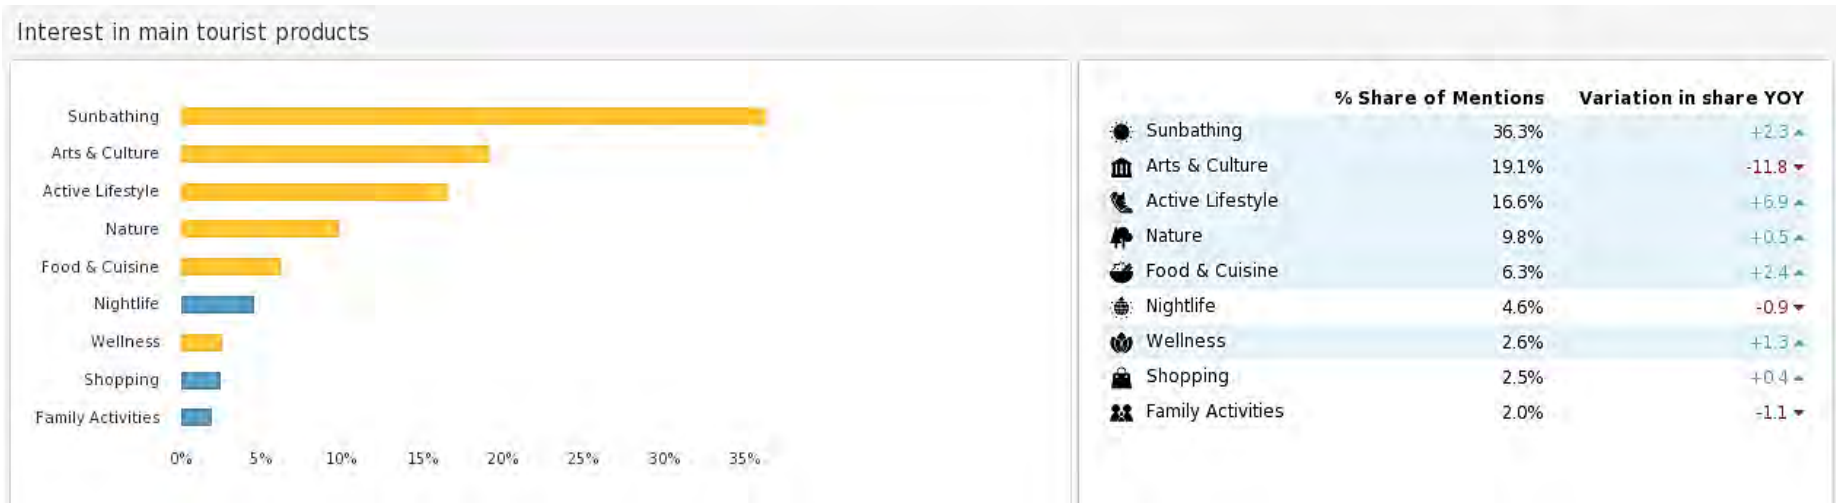 Interest in main tourist products
Sunbathing
Arts & Culture
Active Lifestyle
Nature
Food & Cuisine
Nightlife
Wellness
Shopping
Family Activities
0% 5% 10% 15% 20% 25% 30% 35%
% Share of Mentions Variation in share YOY
Sunbathing 36.3% +2.3
Arts & Culture 19.1% -11.8
Active Lifestyle 16.6% +6.9
Nature 9.8% +0.5
Food & Cuisine 6.3% +2.4
Nightlife 4.6% -0.9
Wellness 2.6% +1.3
Shopping 2.5% +0.4
Family Activities 2.0% -1.1